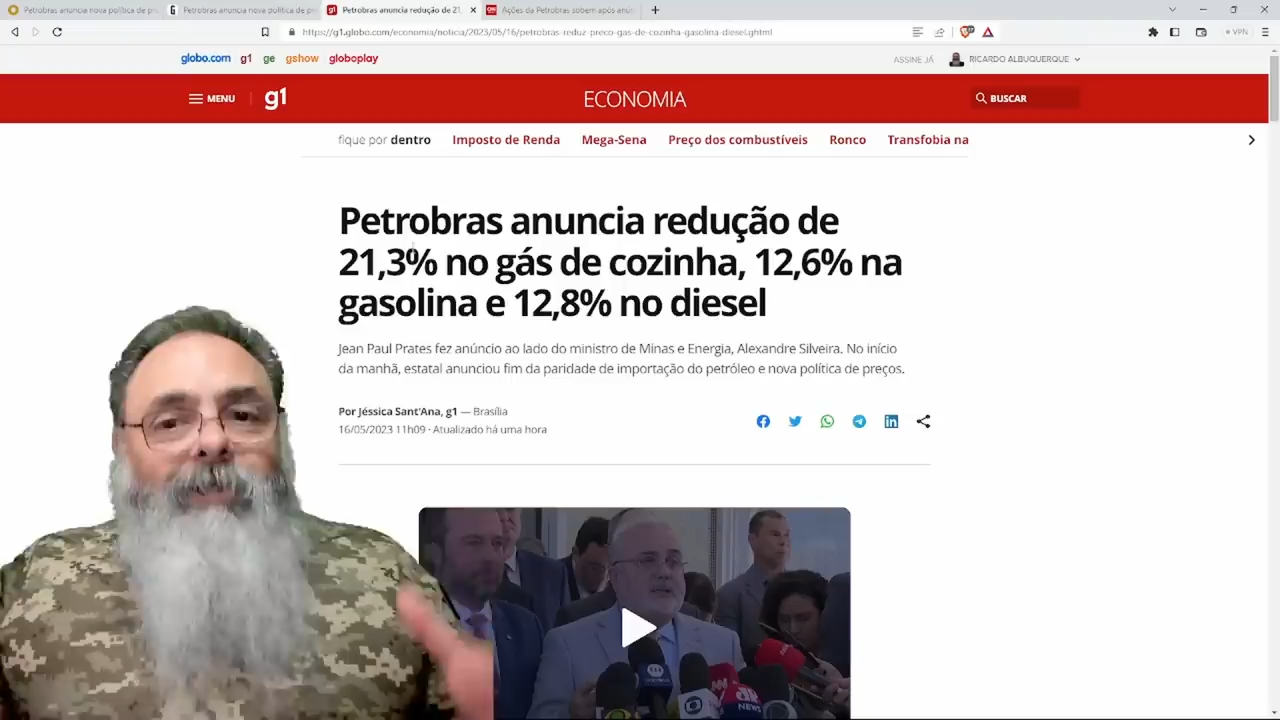 Petrobras anuncia nova política de pr
Petrobras anuncia nova política de pr
Petrobras anuncia redução de 21,
Ações da Petrobras sobem após anún
https://g1.globo.com/economia/noticia/2023/05/16/petrobras-reduz-preco-gas-de-cozinha-gasolina-diesel.ghtml
VPN
globo.com g1 ge gshow globoplay
ASSINE JÁ RICARDO ALBUQUERQUE
MENU g1 ECONOMIA BUSCAR
fique por dentro Imposto de Renda Mega-Sena Preço dos combustíveis Ronco Transfobia na
Petrobras anuncia redução de
21,3% no gás de cozinha, 12,6% na
gasolina e 12,8% no diesel
Jean Paul Prates fez anúncio ao lado do ministro de Minas e Energia, Alexandre Silveira. No início
da manhã, estatal anunciou fim da paridade de importação do petróleo e nova política de preços.
Por Jéssica Sant'Ana, g1 — Brasília
16/05/2023 11h09 · Atualizado há uma hora
NEWS